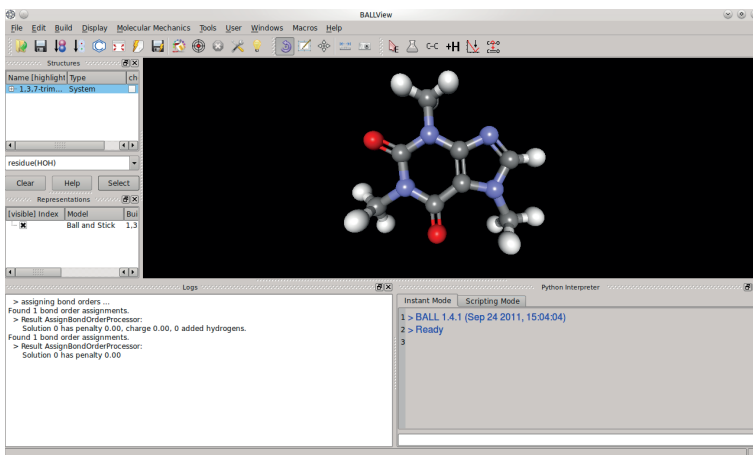 BALLView
File Edit Build Display Molecular Mechanics Tools User Windows Macros Help
E C-C +H
Structures
Name [highlight Type ch
1,3,7-trim... System
residue(HOH)
Clear Help Select
Representations
[visible] Index Model Bui
Ball and Stick 1,3
Logs
> assigning bond orders ...
Found 1 bond order assignments.
> Result AssignBondOrderProcessor:
Solution 0 has penalty 0.00, charge 0.00, 0 added hydrogens.
Found 1 bond order assignments.
> Result AssignBondOrderProcessor:
Solution 0 has penalty 0.00
Python Interpreter
Instant Mode Scripting Mode
1 > BALL 1.4.1 (Sep 24 2011, 15:04:04)
2 > Ready
3